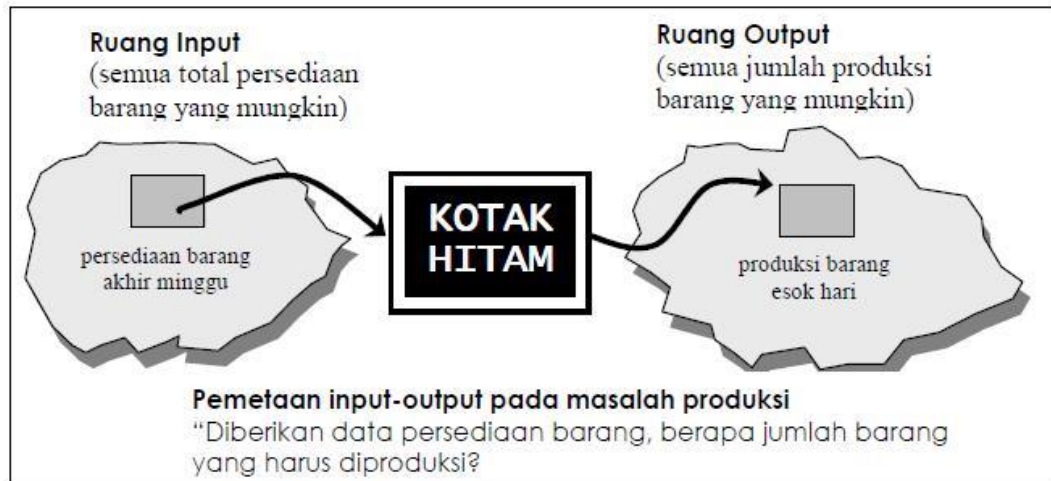 Ruang Input
(semua total persediaan
barang yang mungkin)
Ruang Output
(semua jumlah produksi
barang yang mungkin)
persediaan barang
akhir minggu
KOTAK
HITAM
produksi barang
esok hari
Pemetaan input-output pada masalah produksi
“Diberikan data persediaan barang, berapa jumlah barang
yang harus diproduksi?